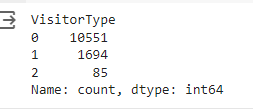 VisitorType
0    10551
1     1694
2       85
Name: count, dtype: int64